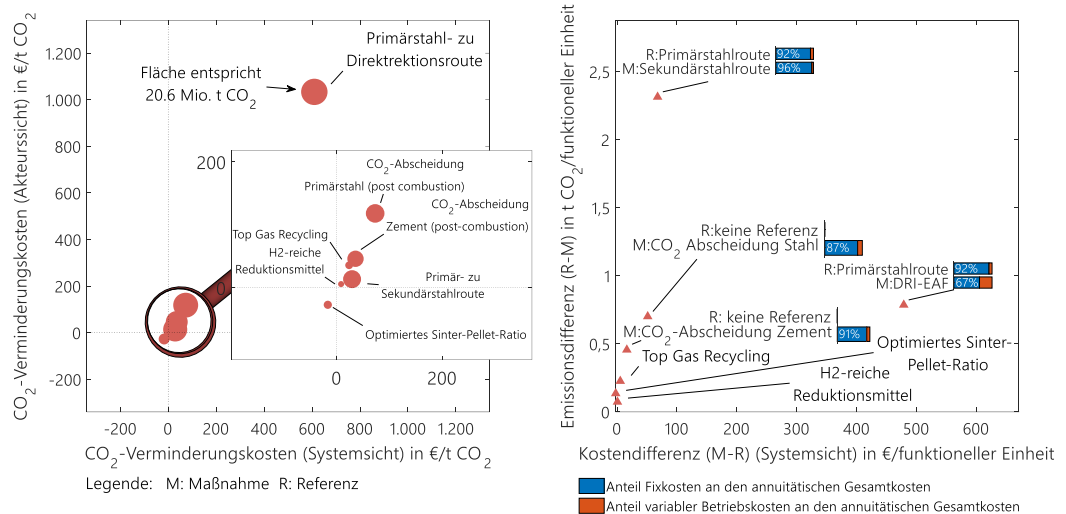 CO2-Verminderungskosten (Akteurssicht) in €/t CO2
1.200
1.000
800
600
400
200
0
-200
Primärstahl- zu
Direktrektionsroute
Fläche entspricht
20.6 Mio. t CO2
200
0
CO2-Abscheidung
Primärstahl (post combustion)
CO2-Abscheidung
Zement (post-combustion)
Top Gas Recycling
H2-reiche
Reduktionsmittel
Primär- zu
Sekundärstahlroute
Optimiertes Sinter-Pellet-Ratio
0 200
-200 0 200 400 600 800 1.000 1.200
CO2-Verminderungskosten (Systemsicht) in €/t CO2
Legende: M: Maßnahme R: Referenz
Emissionsdifferenz (R-M) in t CO2/funktioneller Einheit
2,5
2
1,5
1
0,5
0
R:Primärstahlroute 92%
M:Sekundärstahlroute 96%
R:keine Referenz
M:CO2 Abscheidung Stahl 87%
R:Primärstahlroute 92%
M:DRI-EAF 67%
R: keine Referenz
M:CO2-Abscheidung Zement 91%
Optimiertes Sinter-
Pellet-Ratio
Top Gas Recycling
H2-reiche
Reduktionsmittel
0 100 200 300 400 500 600
Kostendifferenz (M-R) (Systemsicht) in €/funktioneller Einheit
Anteil Fixkosten an den annuitätischen Gesamtkosten
Anteil variabler Betriebskosten an den annuitätischen Gesamtkosten